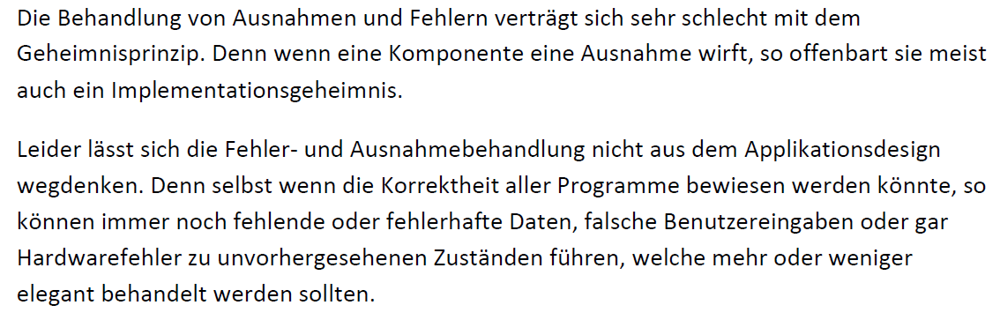 Die Behandlung von Ausnahmen und Fehlern verträgt sich sehr schlecht mit dem
Geheimnisprinzip. Denn wenn eine Komponente eine Ausnahme wirft, so offenbart sie meist
auch ein Implementationsgeheimnis.
Leider lässt sich die Fehler- und Ausnahmebehandlung nicht aus dem Applikationsdesign
wegdenken. Denn selbst wenn die Korrektheit aller Programme bewiesen werden könnte, so
können immer noch fehlende oder fehlerhafte Daten, falsche Benutzereingaben oder gar
Hardwarefehler zu unvorhergesehenen Zuständen führen, welche mehr oder weniger
elegant behandelt werden sollten.